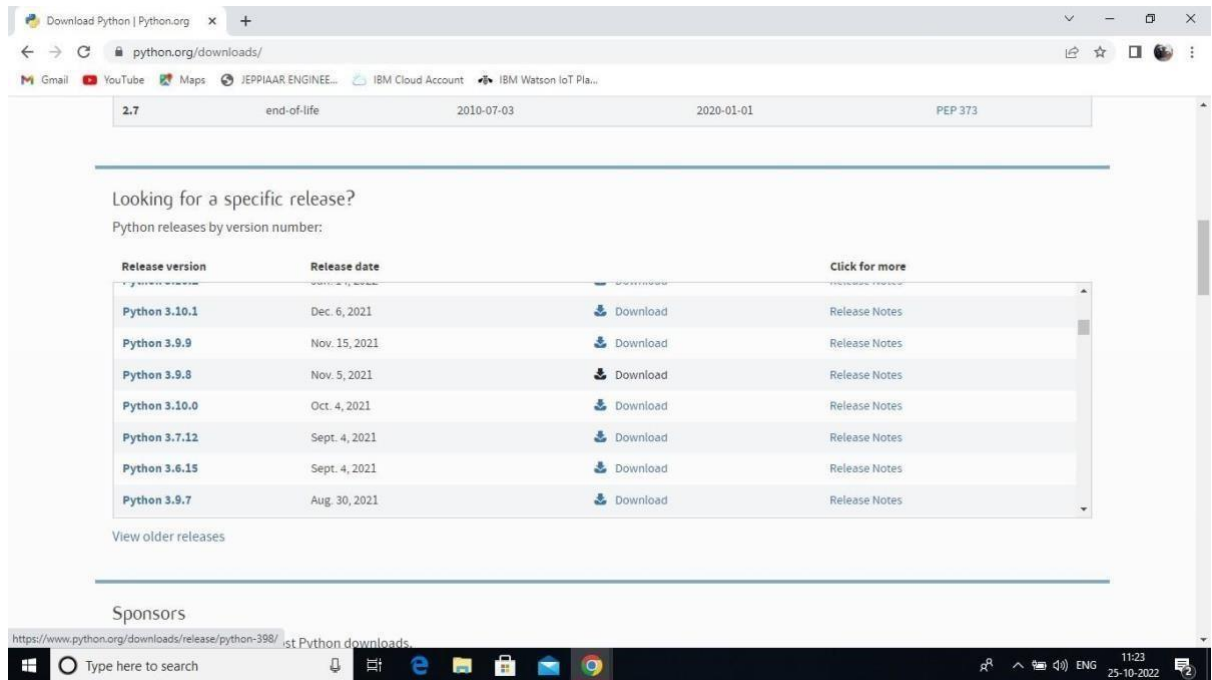 Download Python | Python.org
python.org/downloads/
Gmail YouTube Maps JEPPIAAR ENGINEE... IBM Cloud Account IBM Watson IoT Pla...
2.7 end-of-life 2010-07-03 2020-01-01 PEP 373
Looking for a specific release?
Python releases by version number:
Release version Release date Click for more
Python 3.10.1 Dec. 6, 2021 Download Release Notes
Python 3.9.9 Nov. 15, 2021 Download Release Notes
Python 3.9.8 Nov. 5, 2021 Download Release Notes
Python 3.10.0 Oct. 4, 2021 Download Release Notes
Python 3.7.12 Sept. 4, 2021 Download Release Notes
Python 3.6.15 Sept. 4, 2021 Download Release Notes
Python 3.9.7 Aug. 30, 2021 Download Release Notes
View older releases
Sponsors
https://www.python.org/downloads/release/python-398/ st Python downloads.
Type here to search ENG 11:23
25-10-2022 2